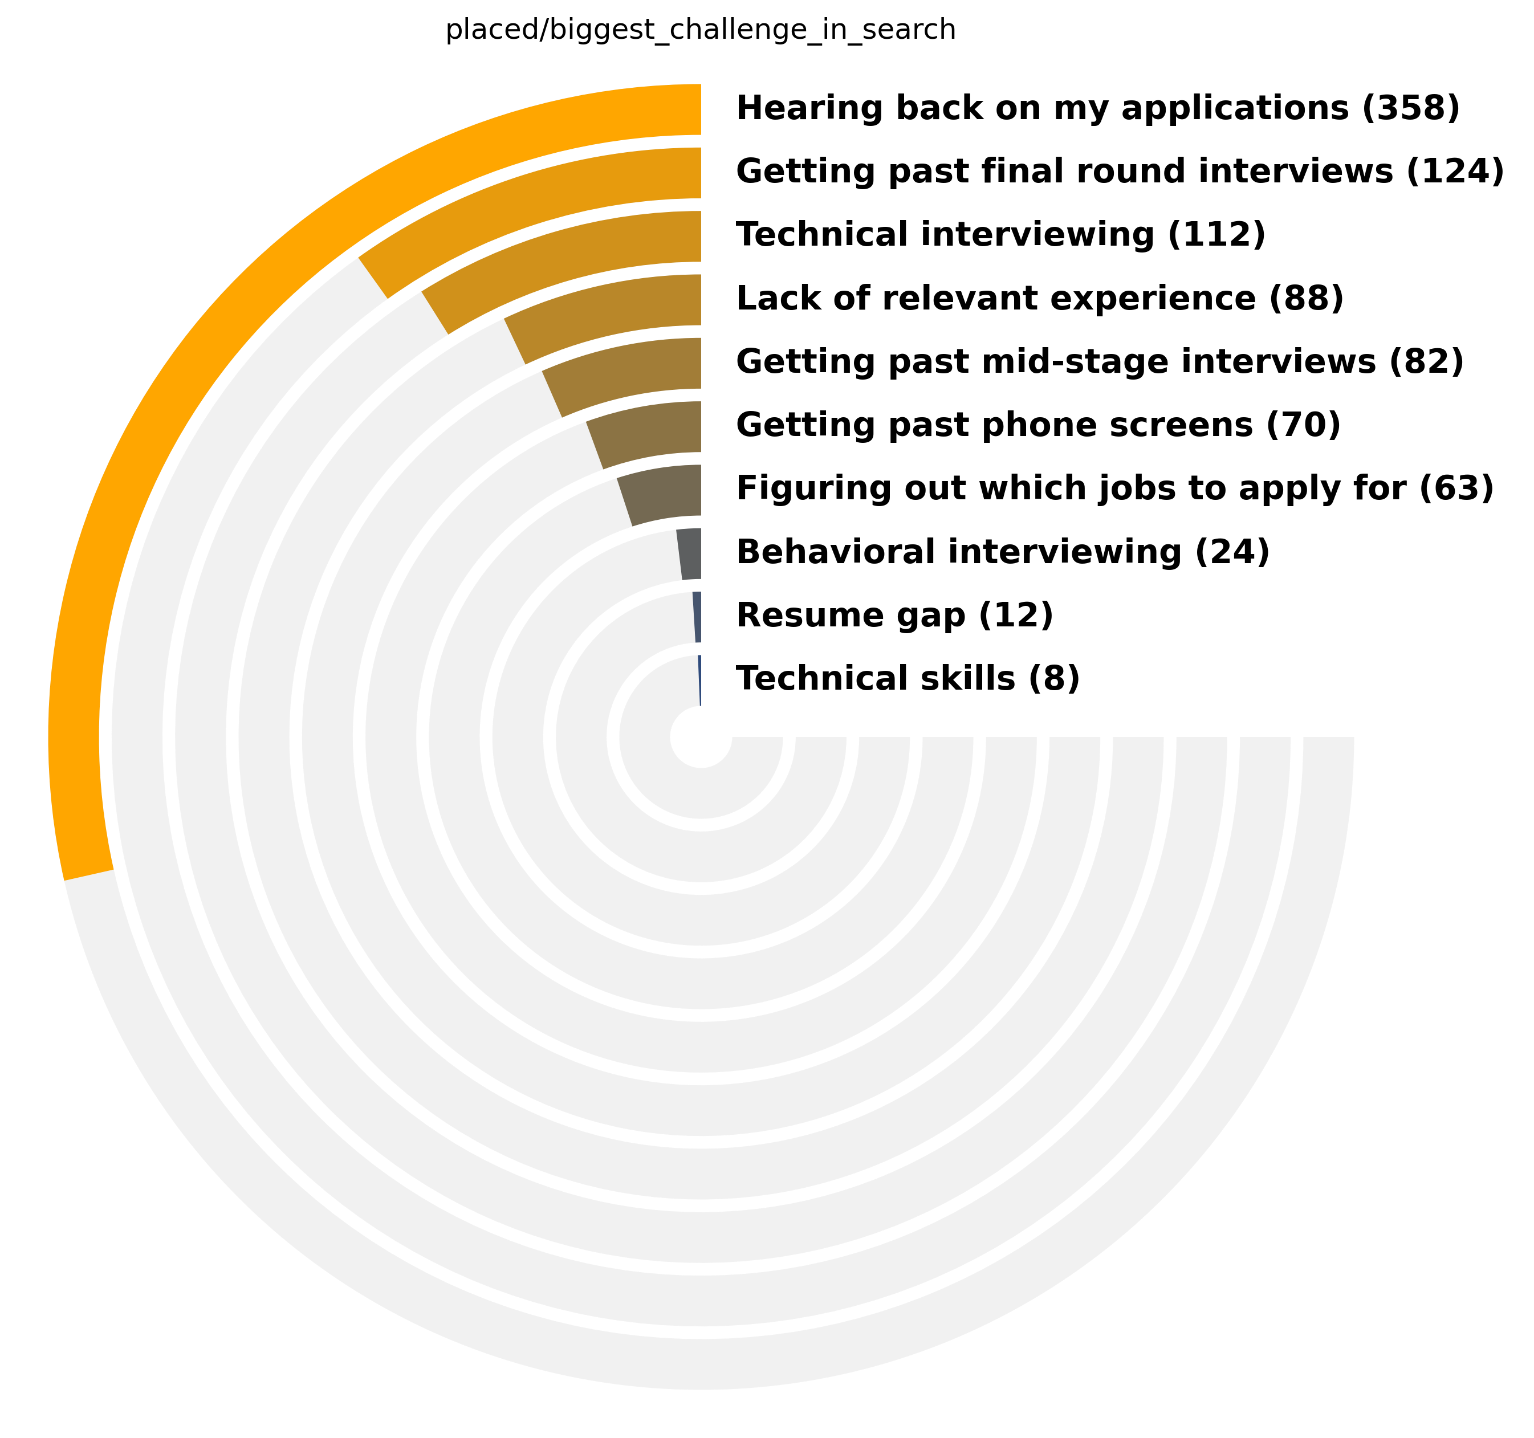 placed/biggest_challenge_in_search
Hearing back on my applications (358)
Getting past final round interviews (124)
Technical interviewing (112)
Lack of relevant experience (88)
Getting past mid-stage interviews (82)
Getting past phone screens (70)
Figuring out which jobs to apply for (63)
Behavioral interviewing (24)
Resume gap (12)
Technical skills (8)